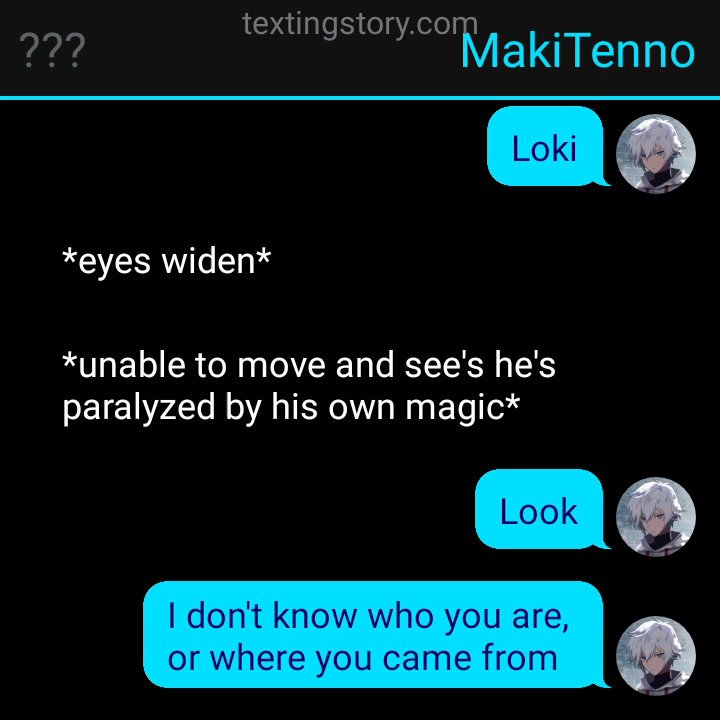 textingstory.com
???
MakiTenno
Loki
*eyes widen*
*unable to move and see's he's
paralyzed by his own magic*
Look
I don't know who you are,
or where you came from